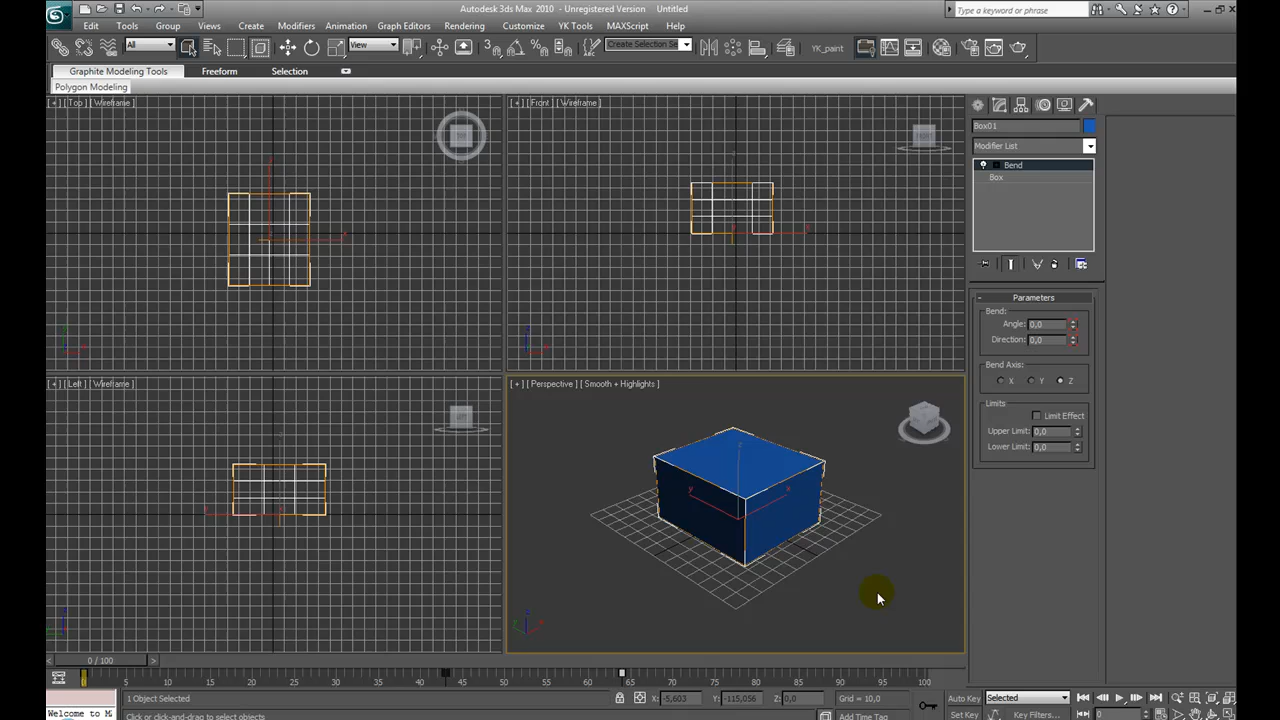 Autodesk 3ds Max 2010 - Unregistered Version Untitled
Type a keyword or phrase
Edit Tools Group Views Create Modifiers Animation Graph Editors Rendering Customize YK Tools MAXScript Help
All View Create Selection Se YK_paint
Graphite Modeling Tools Freeform Selection
Polygon Modeling
[ + ] [ Top ] [ Wireframe ]
[ + ] [ Front ] [ Wireframe ]
Box01
Modifier List
Bend
Box
Parameters
Bend:
Angle: 0,0
Direction: 0,0
Bend Axis:
X Y Z
Limits
Limit Effect
Upper Limit: 0,0
Lower Limit: 0,0
[ + ] [ Left ] [ Wireframe ]
[ + ] [ Perspective ] [ Smooth + Highlights ]
0 / 100
0 5 10 15 20 25 30 35 40 45 50 55 60 65 70 75 80 85 90 95 100
1 Object Selected X: -5,603 Y: -115,056 Z: 0,0 Grid = 10,0 Auto Key Selected
Welcome to M Click or click-and-drag to select objects Add Time Tag Set Key Key Filters... 0